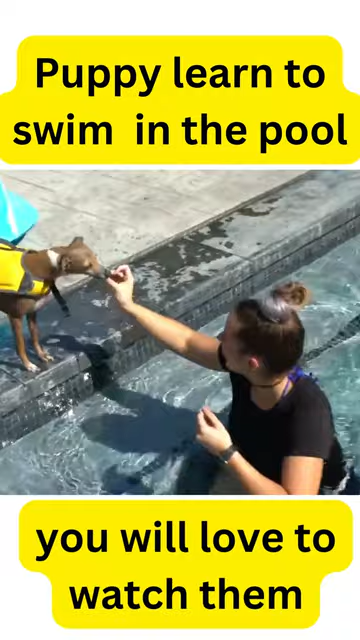 Puppy learn to
swim in the pool
you will love to
watch them